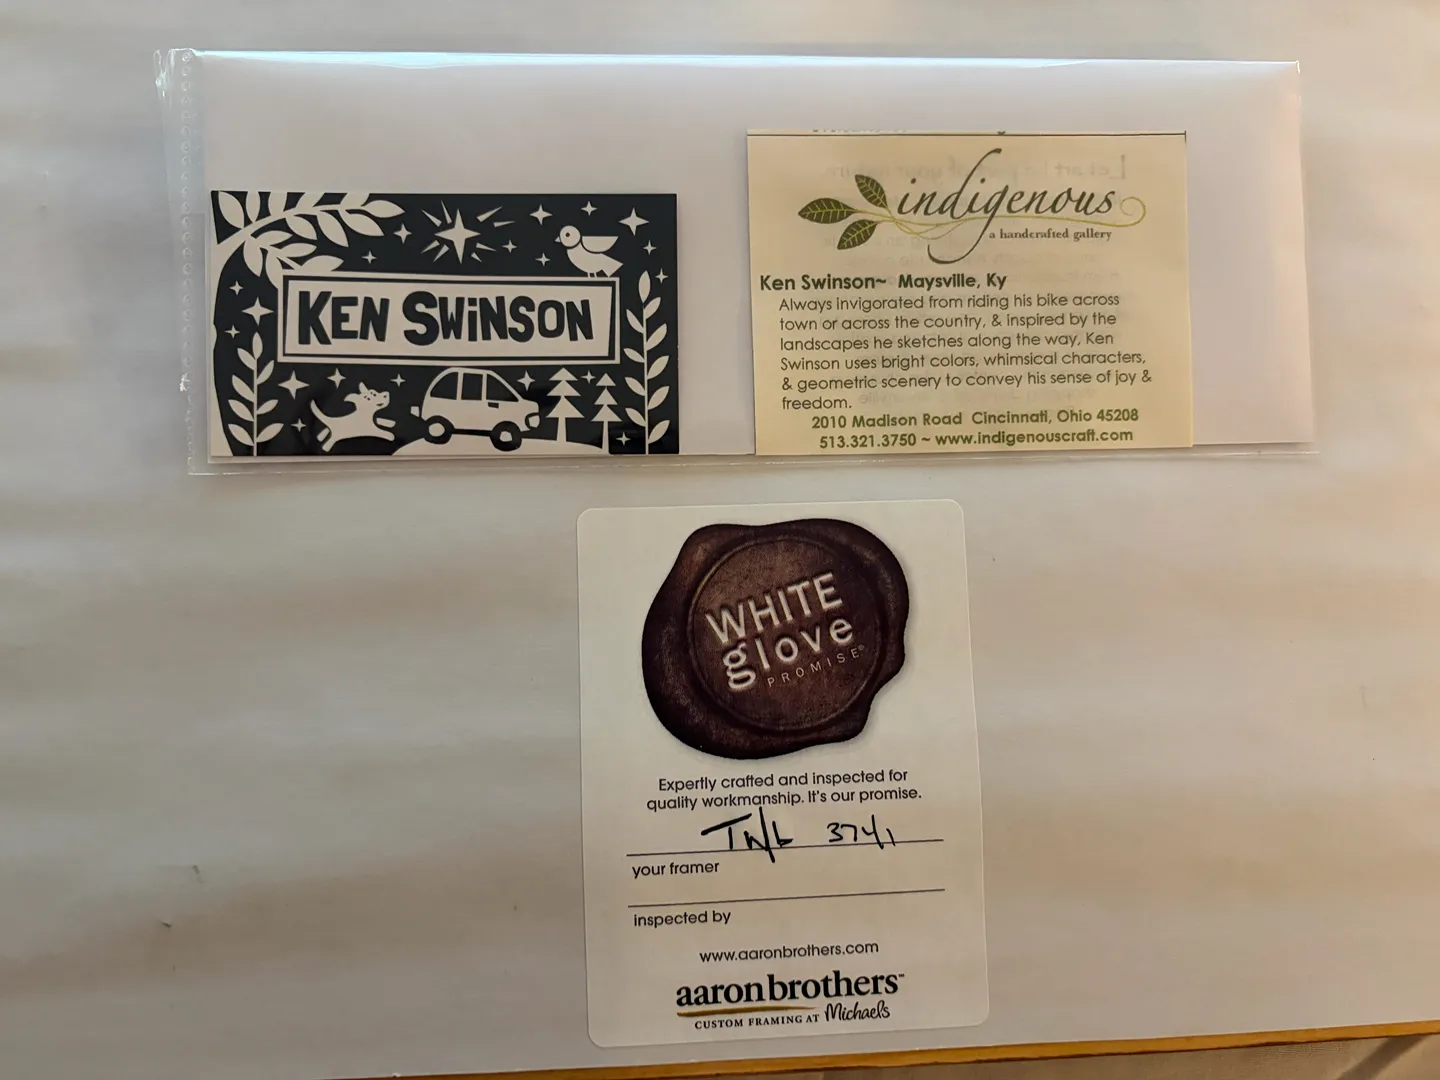 KEN SWiNSON
indigenous
a handcrafted gallery
Ken Swinson~ Maysville, Ky
Always invigorated from riding his bike across
town or across the country, & inspired by the
landscapes he sketches along the way, Ken
Swinson uses bright colors, whimsical characters,
& geometric scenery to convey his sense of joy &
freedom.
2010 Madison Road Cincinnati, Ohio 45208
513.321.3750 ~ www.indigenouscraft.com
WHITE
glove
PROMISE®
Expertly crafted and inspected for
quality workmanship. It's our promise.
your framer
inspected by
www.aaronbrothers.com
aaronbrothers™
CUSTOM FRAMING AT Michaels